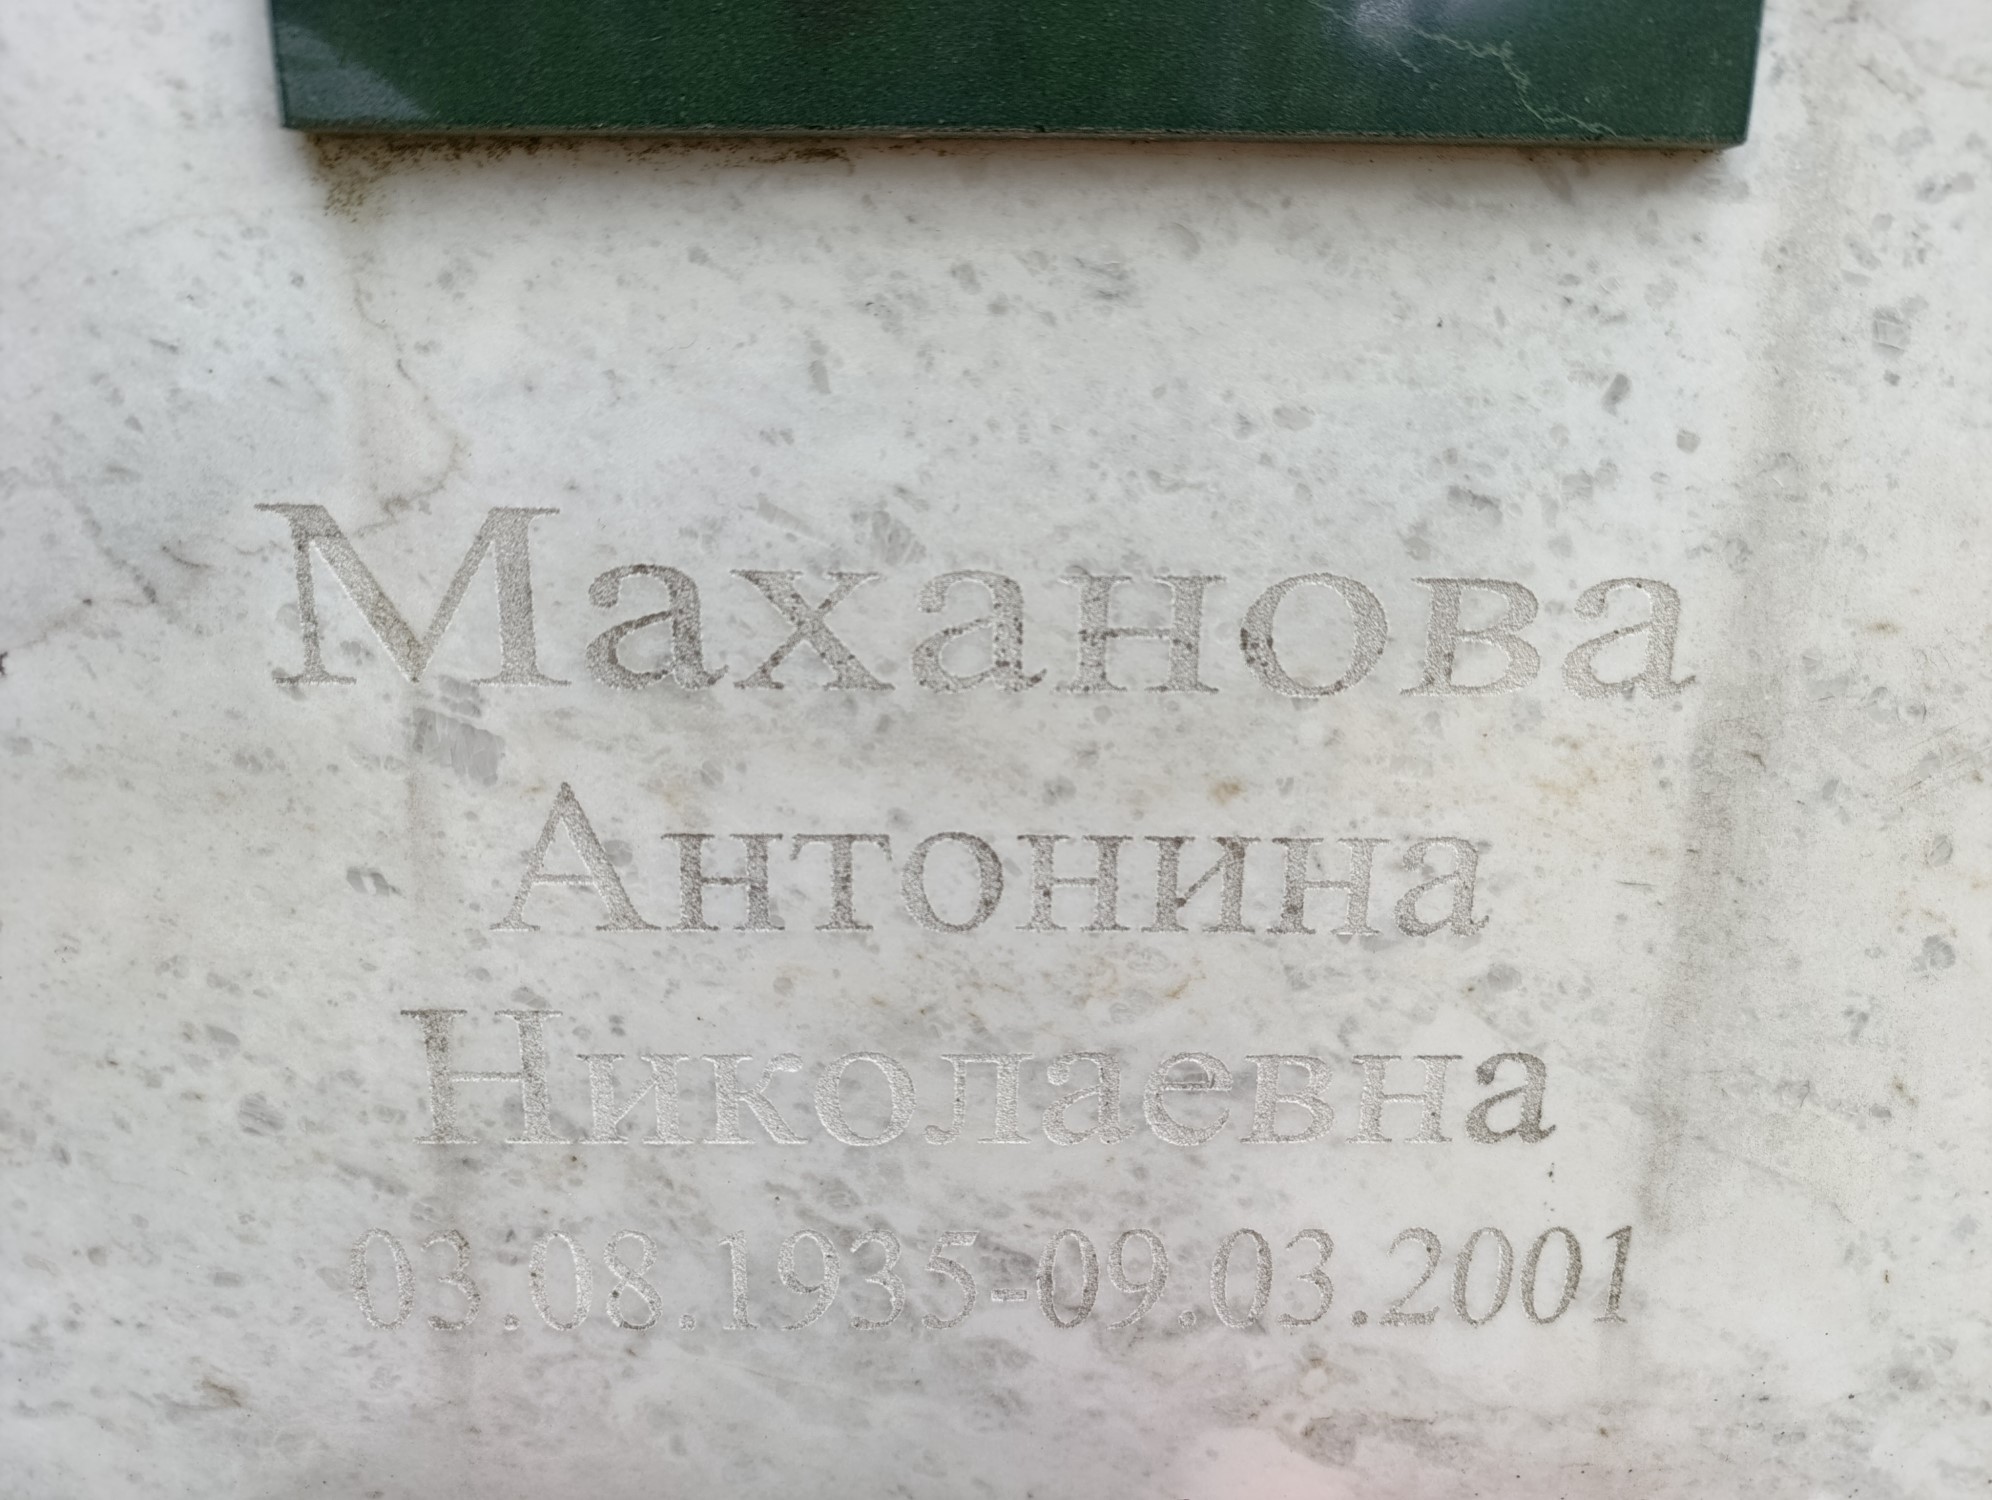 Маханова
Антонина
Николаевна
03.08.1935-09.03.2001